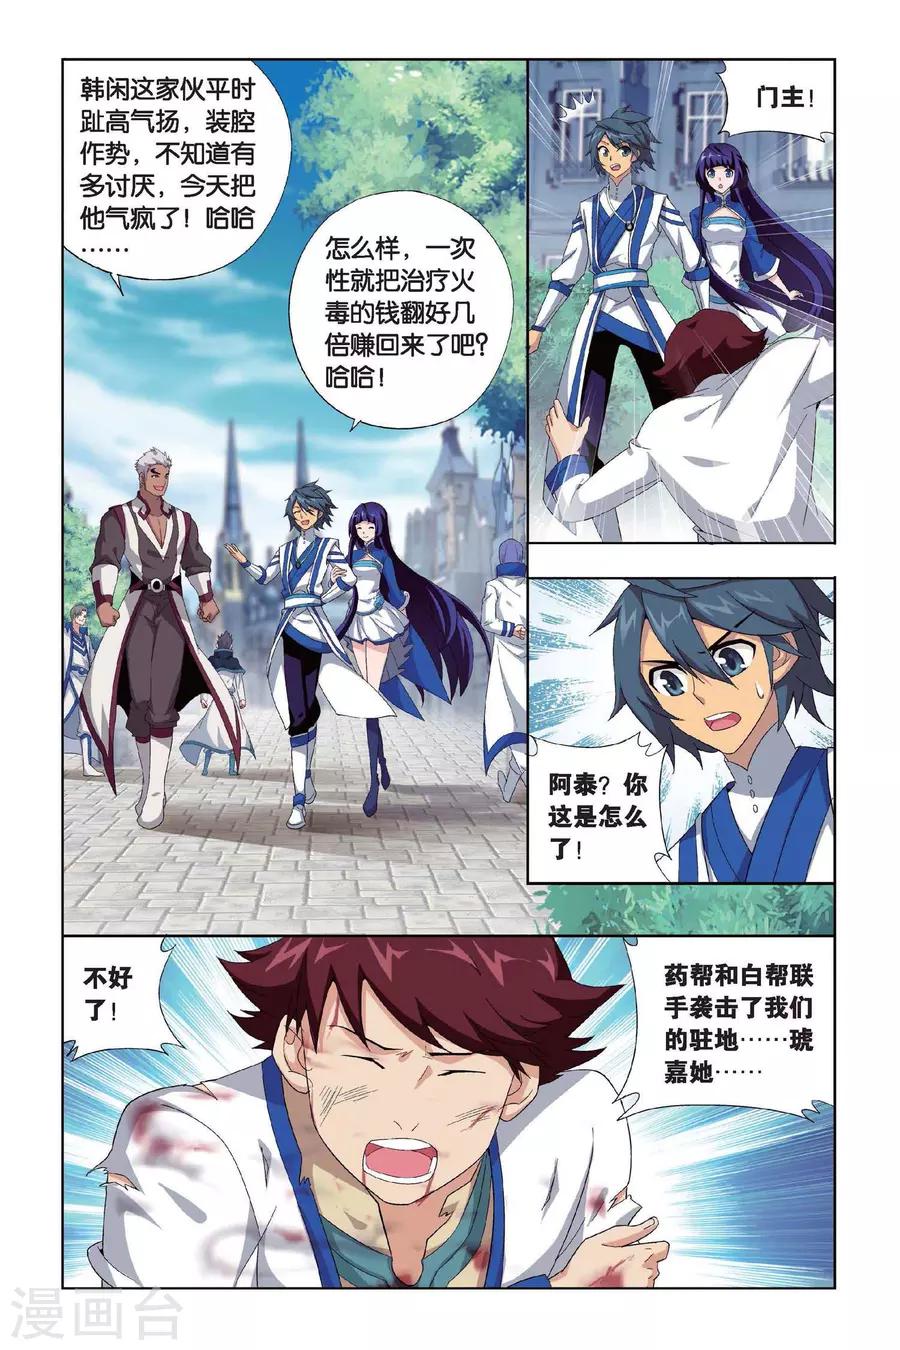 韩闲这家伙平时
趾高气扬，装腔
作势，不知道有
多讨厌，今天把
他气疯了！哈哈
……
怎么样，一次
性就把治疗火
毒的钱翻好几
倍赚回来了吧？
哈哈！
门主！
阿泰？你
这是怎么
了！
不好
了！
药帮和白帮联
手袭击了我们
的驻地……琥
嘉她……
漫画台